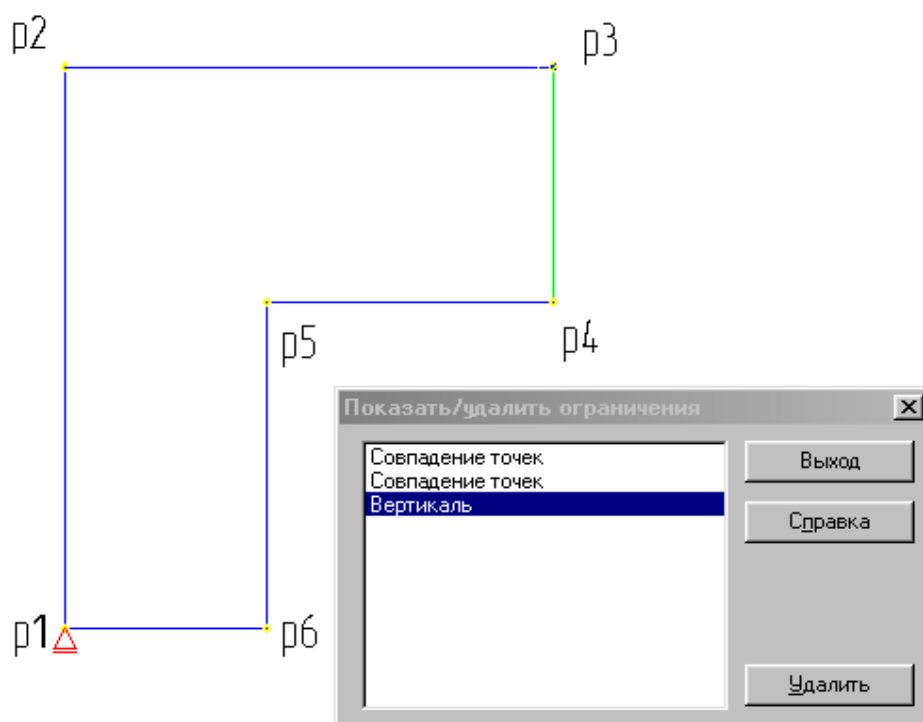 p2
p3
p5
p4
p1
p6
Показать/удалить ограничения
Совпадение точек
Совпадение точек
Вертикаль
Выход
Справка
Удалить